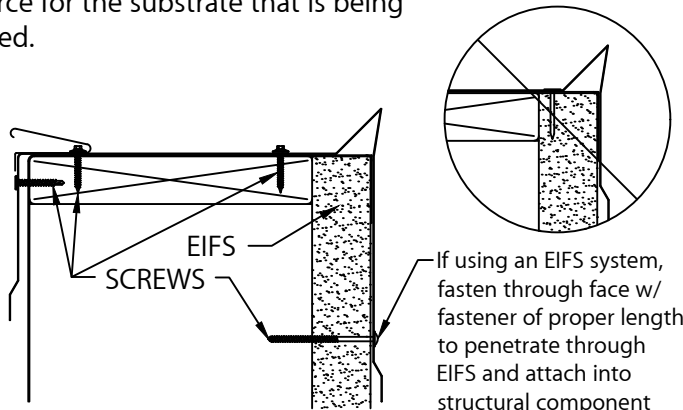 rce for the substrate that is being
ed.
EIFS
SCREWS
If using an EIFS system,
fasten through face w/
fastener of proper length
to penetrate through
EIFS and attach into
structural component